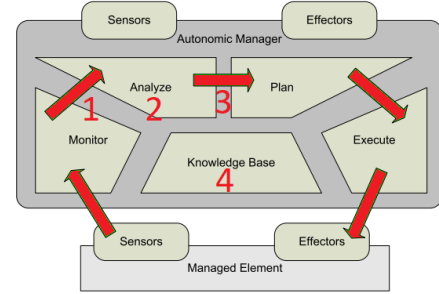 Sensors
Effectors
Autonomic Manager
Analyze
Plan
1
2
3
Monitor
Execute
Knowledge Base
4
Sensors
Effectors
Managed Element